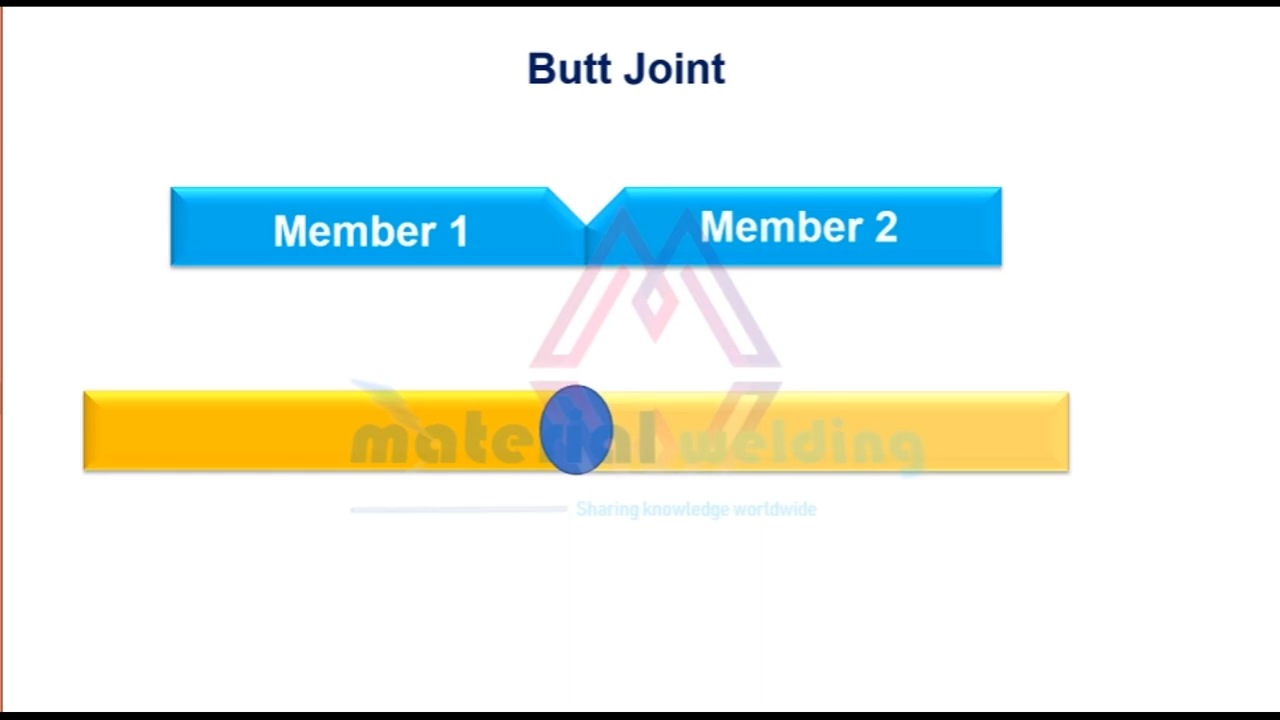 Butt Joint
Member 1
Member 2
material welding
Sharing knowledge worldwide